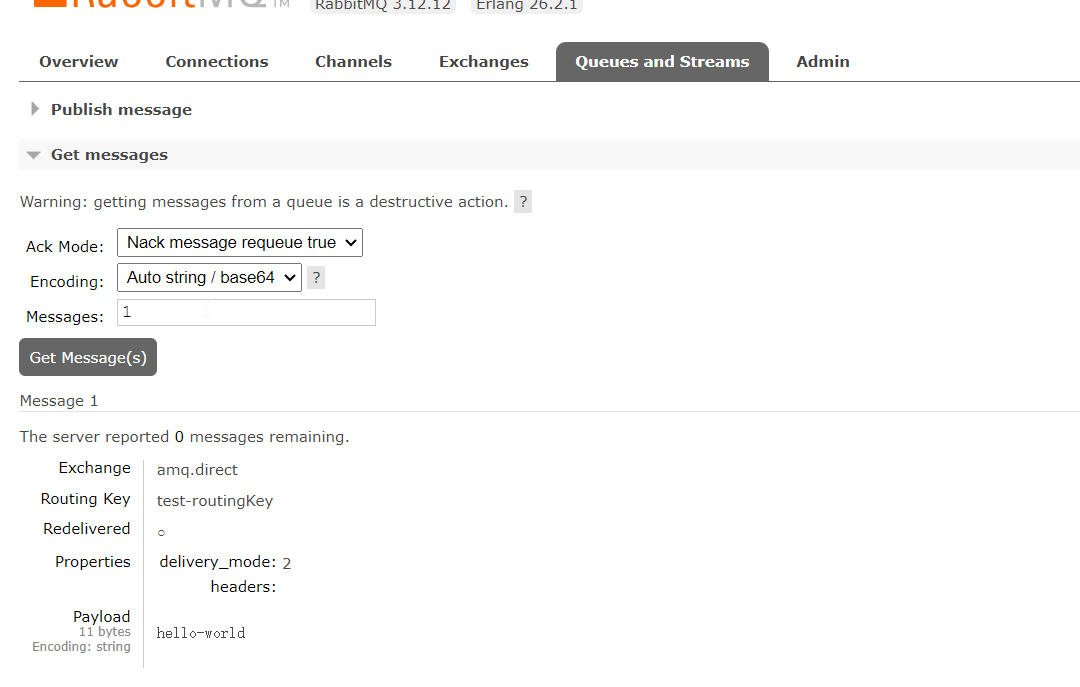 RabbitMQ TM RabbitMQ 3.12.12 Erlang 26.2.1
Overview Connections Channels Exchanges Queues and Streams Admin
Publish message
Get messages
Warning: getting messages from a queue is a destructive action. ?
Ack Mode: Nack message requeue true
Encoding: Auto string / base64 ?
Messages: 1
Get Message(s)
Message 1
The server reported 0 messages remaining.
Exchange amq.direct
Routing Key test-routingKey
Redelivered ○
Properties delivery_mode: 2
headers:
Payload
11 bytes
hello-world
Encoding: string